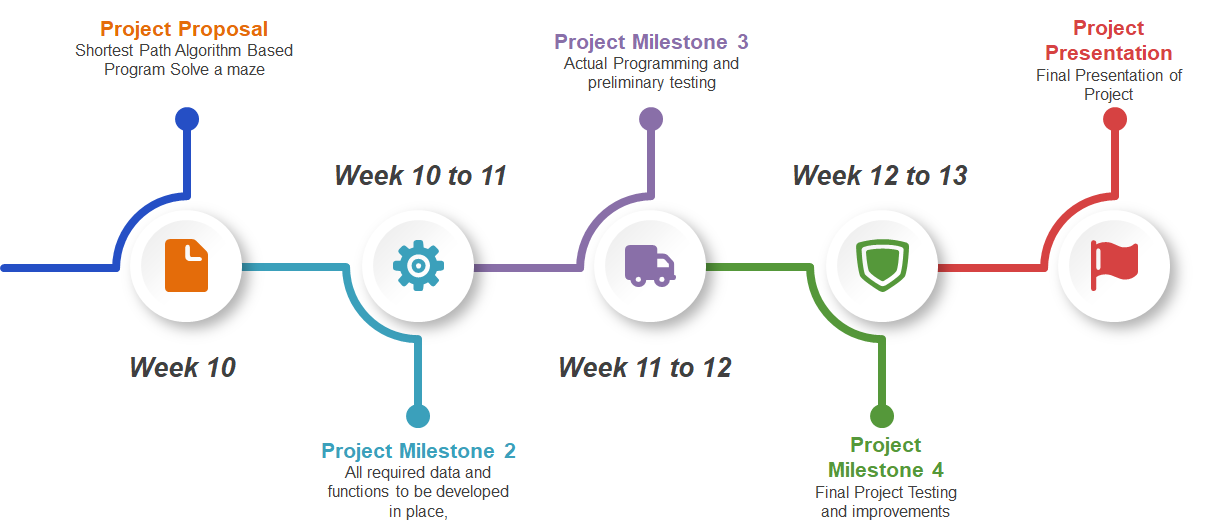 Project Proposal
Shortest Path Algorithm Based
Program Solve a maze
Week 10
Week 10 to 11
Project Milestone 2
All required data and
functions to be developed
in place,
Project Milestone 3
Actual Programming and
preliminary testing
Week 11 to 12
Week 12 to 13
Project
Milestone 4
Final Project Testing
and improvements
Project
Presentation
Final Presentation of
Project